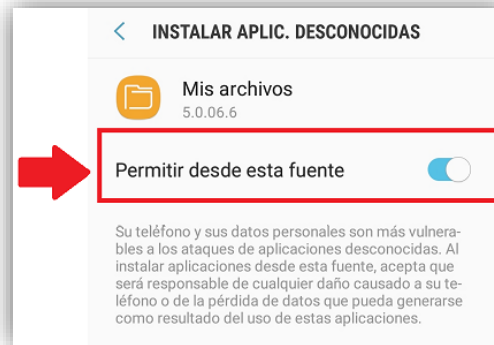 INSTALAR APLIC. DESCONOCIDAS
Mis archivos
5.0.06.6
Permitir desde esta fuente
Su teléfono y sus datos personales son más vulnera-
bles a los ataques de aplicaciones desconocidas. Al
instalar aplicaciones desde esta fuente, acepta que
será responsable de cualquier daño causado a su te-
léfono o de la pérdida de datos que pueda generarse
como resultado del uso de estas aplicaciones.